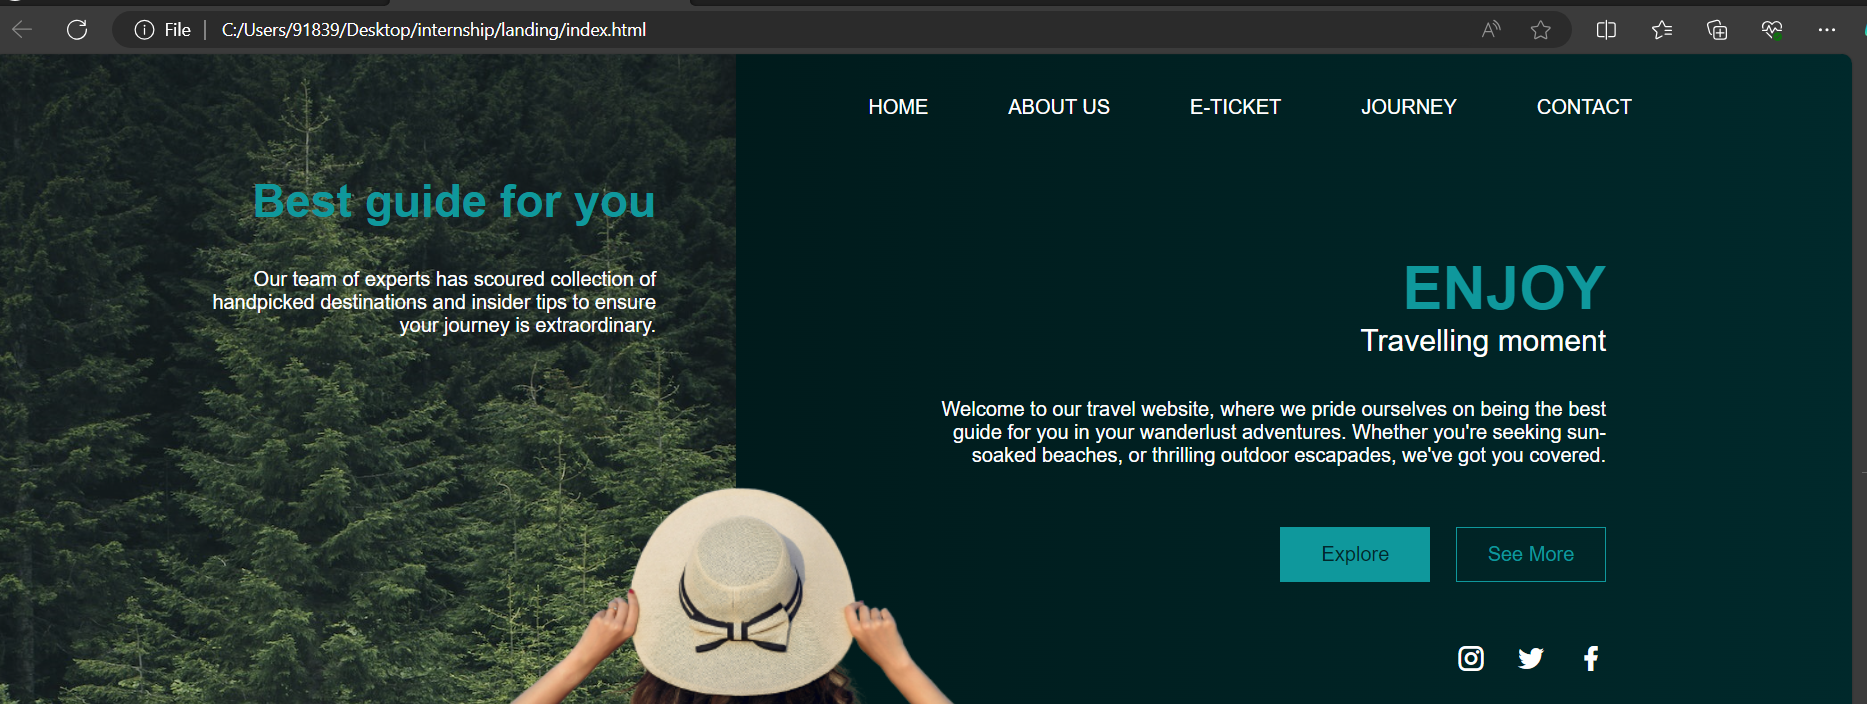 File
C:/Users/91839/Desktop/internship/landing/index.html
HOME ABOUT US E-TICKET JOURNEY CONTACT
Best guide for you
Our team of experts has scoured collection of
handpicked destinations and insider tips to ensure
your journey is extraordinary.
ENJOY
Travelling moment
Welcome to our travel website, where we pride ourselves on being the best
guide for you in your wanderlust adventures. Whether you're seeking sun-
soaked beaches, or thrilling outdoor escapades, we've got you covered.
Explore See More